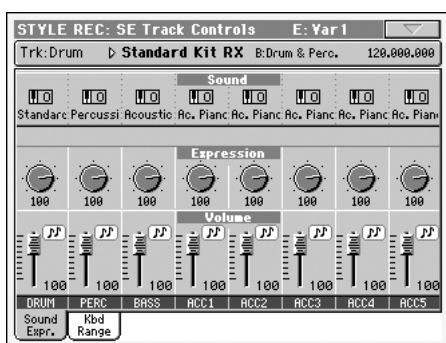 STYLE REC: SE Track Controls E: Var1
Trk:Drum Standard Kit RX B:Drum & Perc. 120.000.000
Sound
Standarc Percussi Acoustic Ac. Pianc Ac. Pianc Ac. Pianc Ac. Pianc Ac. Pian
Expression
100 100 100 100 100 100 100 100
Volume
100 100 100 100 100 100 100 100
DRUM PERC BASS ACC1 ACC2 ACC3 ACC4 ACC5
Sound Expr. Kbd Range